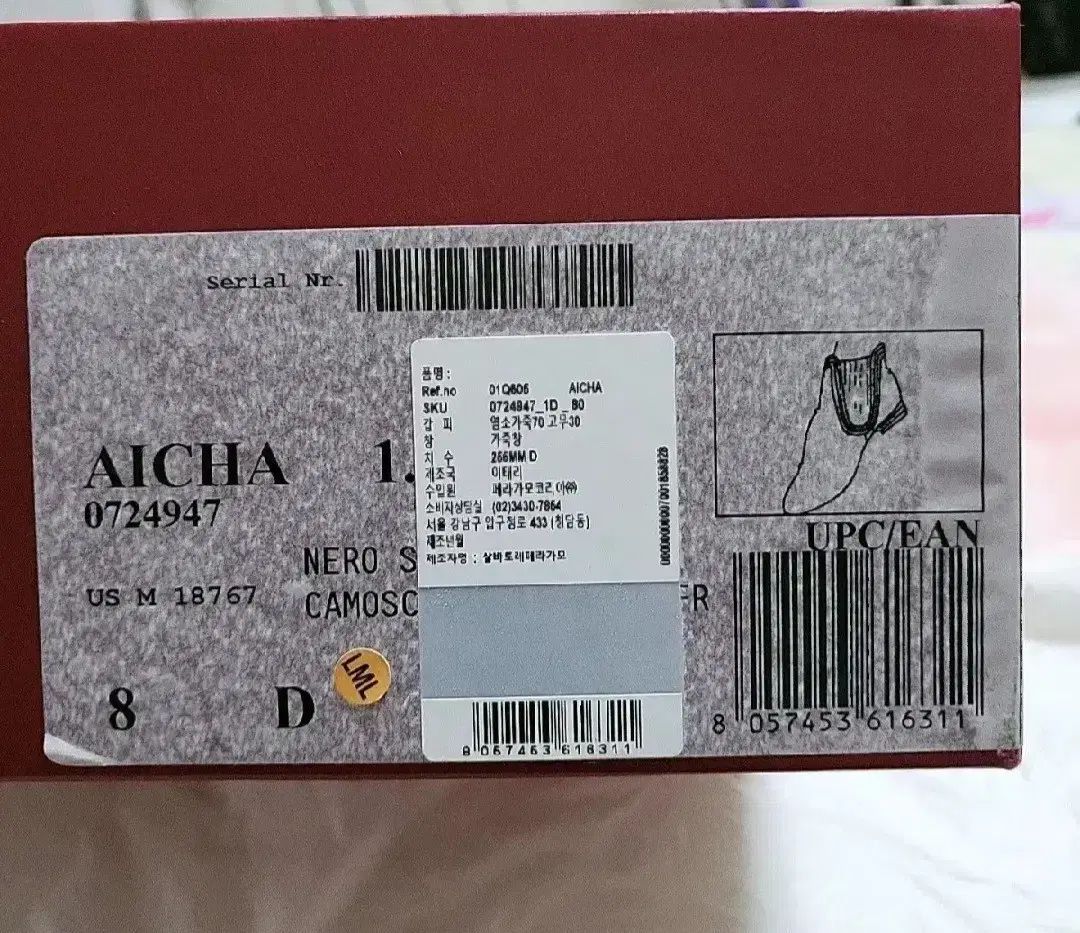 Serial Nr.
품명 :
Ref.no 01Q605 AICHA
SKU 0724947_1D _ 80
갑 피 염소가죽70 고무30
창 가죽창
치 수 255MM D
제조국 이태리
수입원 페라가모코리아㈜
소비자상담실 (02)3430-7854
서울 강남구 압구정로 433 (청담동)
제조년월
제조자명 : 살바토레페라가모
AICHA 1.
0724947
NERO S
US M 18767 CAMOSC
8 D
LML
8 057453 616311
UPC/EAN
8 057453 616311